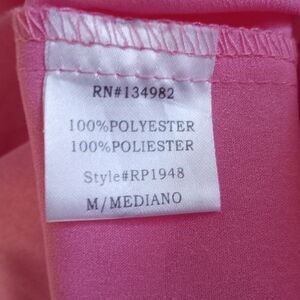 RN#134982
100%POLYESTER
100%POLIESTER
Style#RP1948
M/MEDIANO